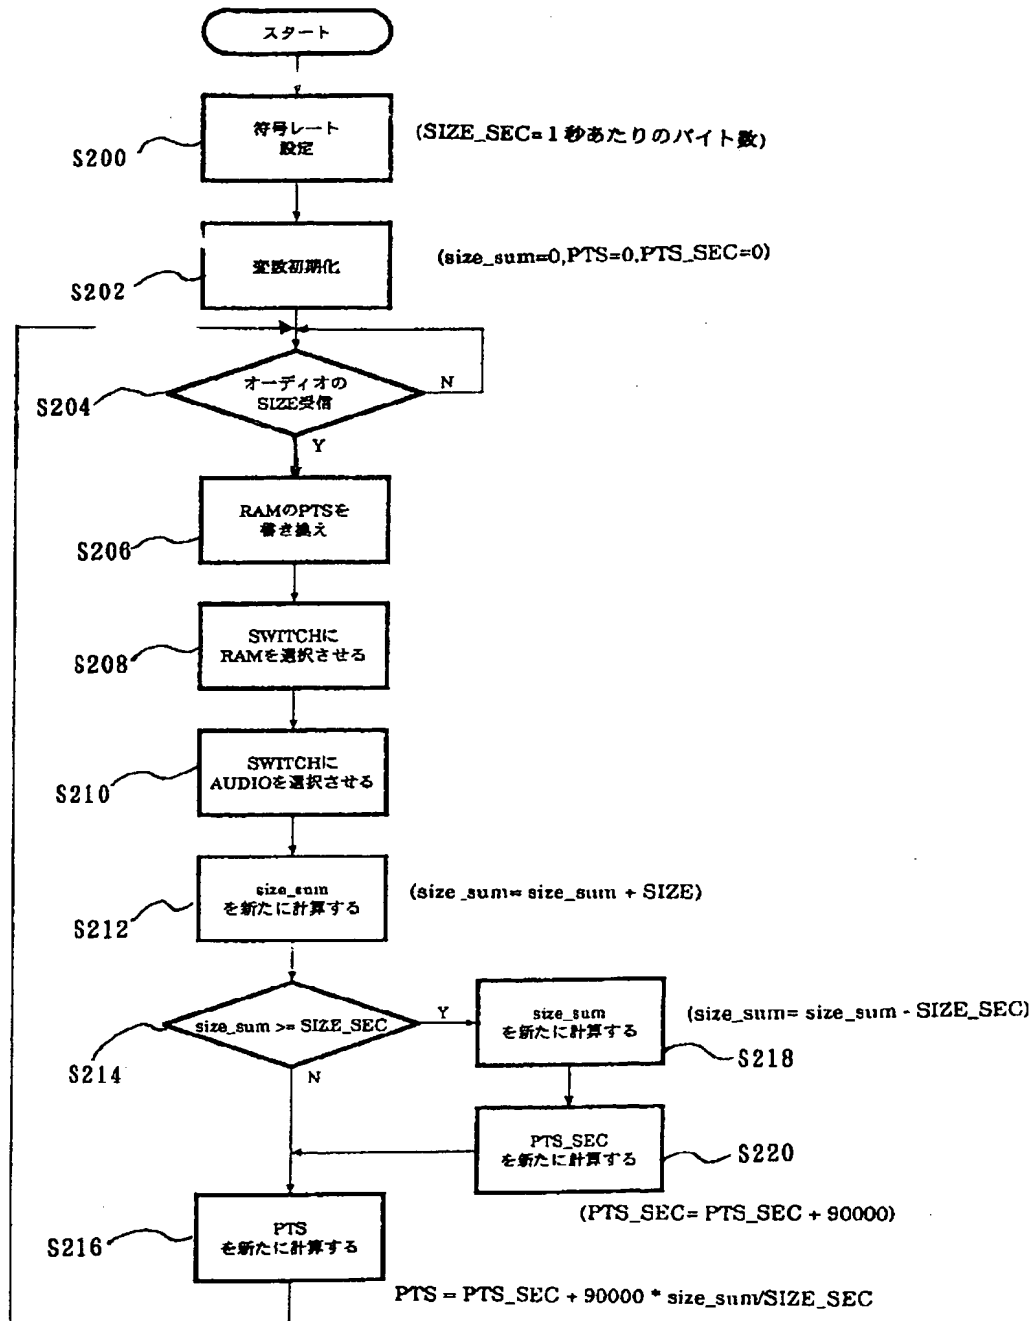 スタート
符号レート
設定
(SIZE_SEC=1秒あたりのバイト数)
S200
変数初期化
(size_sum=0,PTS=0,PTS_SEC=0)
S202
オーディオの
SIZE受信
N
S204
Y
RAMのPTSを
書き換え
S206
SWITCHに
RAMを選択させる
S208
SWITCHに
AUDIOを選択させる
S210
size_sum
を新たに計算する
(size_sum= size_sum + SIZE)
S212
size_sum >= SIZE_SEC
Y
N
S214
size_sum
を新たに計算する
(size_sum= size_sum - SIZE_SEC)
S218
PTS_SEC
を新たに計算する
S220
(PTS_SEC= PTS_SEC + 90000)
PTS
を新たに計算する
S216
PTS = PTS_SEC + 90000 * size_sum/SIZE_SEC